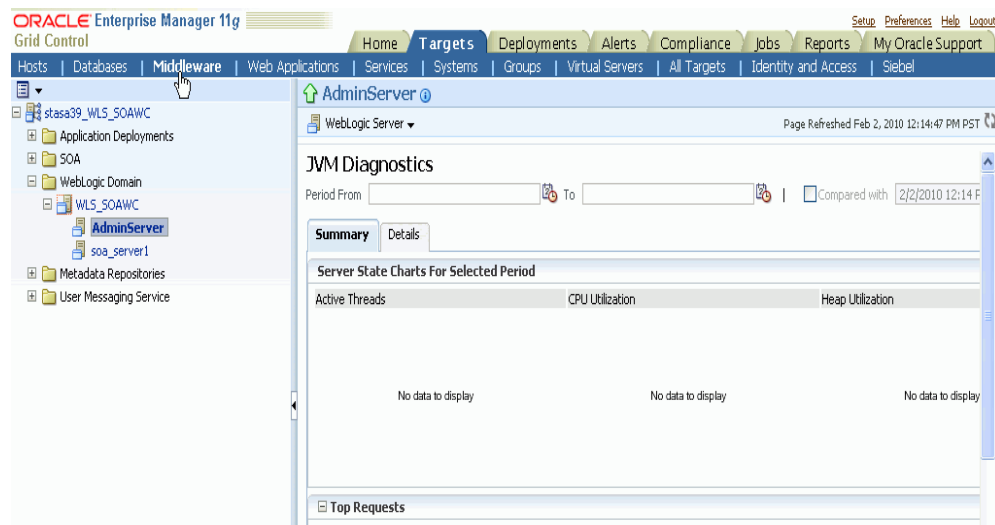 ORACLE Enterprise Manager 11g
Grid Control
Setup Preferences Help Logout
Home Targets Deployments Alerts Compliance Jobs Reports My Oracle Support
Hosts | Databases | Middleware | Web Applications | Services | Systems | Groups | Virtual Servers | All Targets | Identity and Access | Siebel
stasa39_WLS_SOAWC
Application Deployments
SOA
WebLogic Domain
WLS_SOAWC
AdminServer
soa_server1
Metadata Repositories
User Messaging Service
AdminServer
WebLogic Server
Page Refreshed Feb 2, 2010 12:14:47 PM PST
JVM Diagnostics
Period From To | Compared with 2/2/2010 12:14 P
Summary Details
Server State Charts For Selected Period
Active Threads CPU Utilization Heap Utilization
No data to display No data to display No data to display
Top Requests